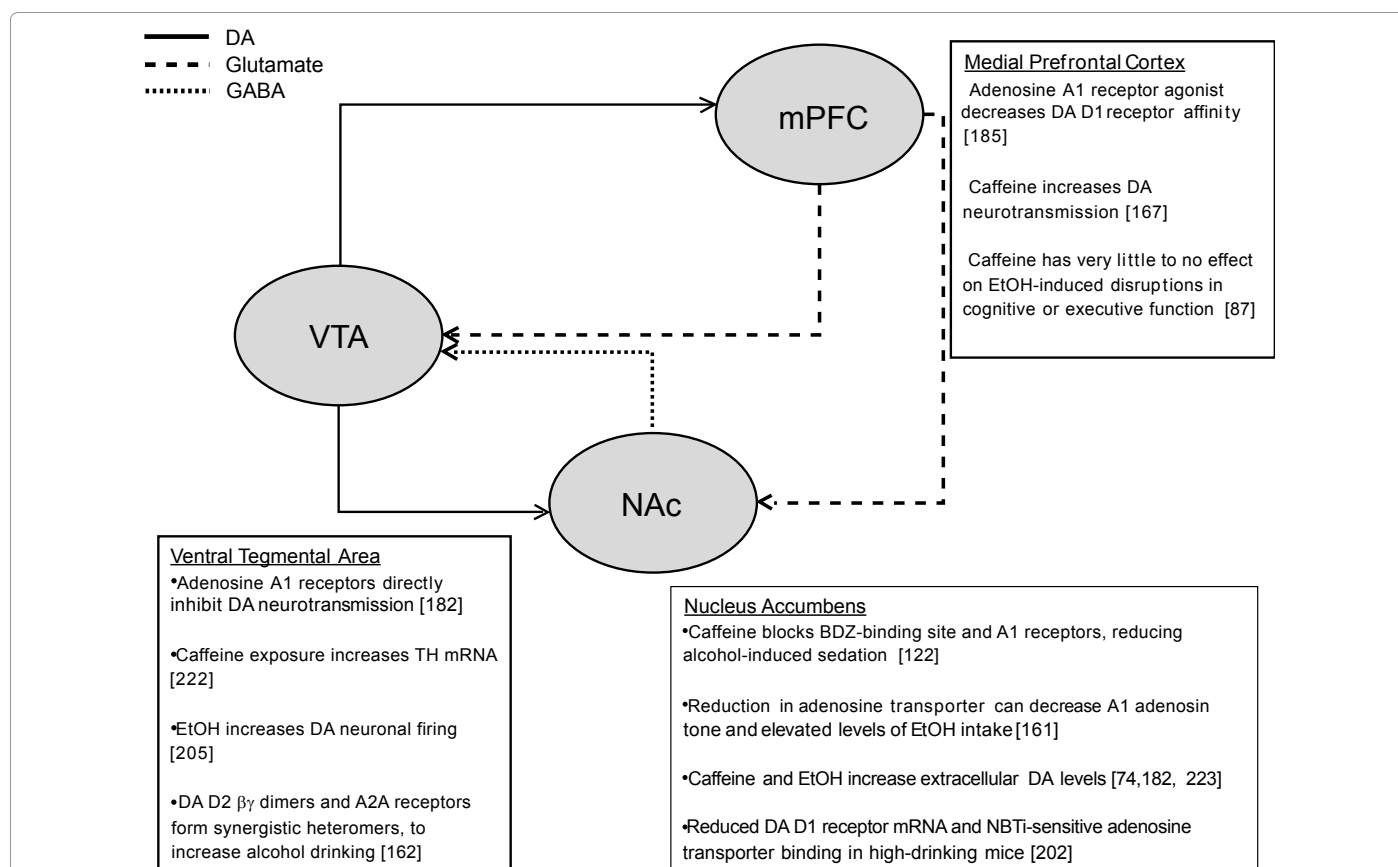 DA
Glutamate
GABA
mPFC
VTA
NAc
Medial Prefrontal Cortex
Adenosine A1 receptor agonist
decreases DA D1 receptor affinity
[185]
Caffeine increases DA
neurotransmission [167]
Caffeine has very little to no effect
on EtOH-induced disruptions in
cognitive or executive function [87]
Ventral Tegmental Area
•Adenosine A1 receptors directly
inhibit DA neurotransmission [182]
•Caffeine exposure increases TH mRNA
[222]
•EtOH increases DA neuronal firing
[205]
•DA D2 βγ dimers and A2A receptors
form synergistic heteromers, to
increase alcohol drinking [162]
Nucleus Accumbens
•Caffeine blocks BDZ-binding site and A1 receptors, reducing
alcohol-induced sedation [122]
•Reduction in adenosine transporter can decrease A1 adenosin
tone and elevated levels of EtOH intake [161]
•Caffeine and EtOH increase extracellular DA levels [74,182, 223]
•Reduced DA D1 receptor mRNA and NBTi-sensitive adenosine
transporter binding in high-drinking mice [202]